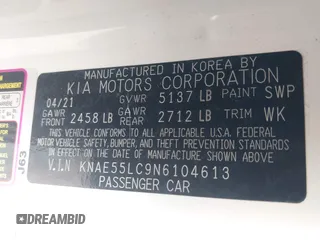 MANUFACTURED IN KOREA BY
KIA MOTORS CORPORATION
04/21 GVWR 5137 LB PAINT SWP
GAWR FRONT 2458 LB GAWR REAR 2712 LB TRIM WK
THIS VEHICLE CONFORMS TO ALL APPLICABLE
FEDERAL MOTOR VEHICLE SAFETY, BUMPER
AND THEFT PREVENTION STANDARDS IN EFFECT
ON THE DATE OF MANUFACTURE SHOWN ABOVE
V.I.N KNAE55LC9N6104613
PASSENGER CAR
J63
DREAMBID.COM